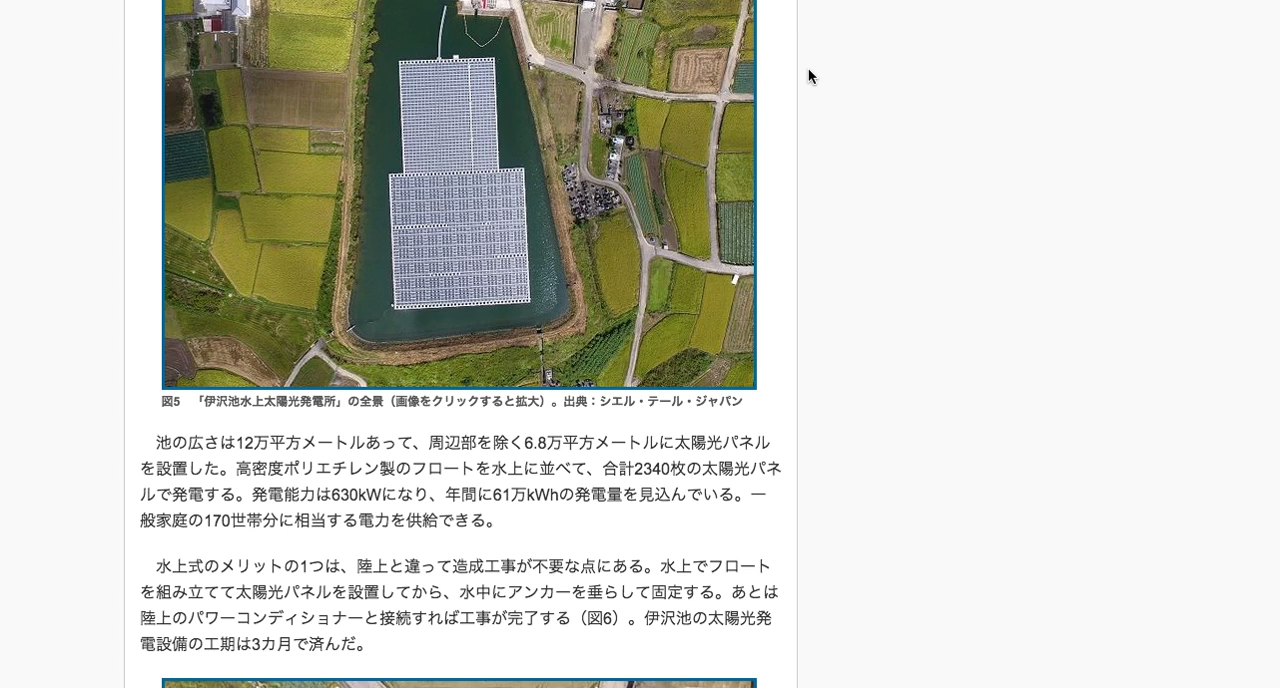 図5　「伊沢池水上太陽光発電所」の全景（画像をクリックすると拡大）。出典：シエル・テール・ジャパン
　池の広さは12万平方メートルあって、周辺部を除く6.8万平方メートルに太陽光パネル
を設置した。高密度ポリエチレン製のフロートを水上に並べて、合計2340枚の太陽光パネ
ルで発電する。発電能力は630kWになり、年間に61万kWhの発電量を見込んでいる。一
般家庭の170世帯分に相当する電力を供給できる。
　水上式のメリットの1つは、陸上と違って造成工事が不要な点にある。水上でフロート
を組み立てて太陽光パネルを設置してから、水中にアンカーを垂らして固定する。あとは
陸上のパワーコンディショナーと接続すれば工事が完了する（図6）。伊沢池の太陽光発
電設備の工期は3カ月で済んだ。